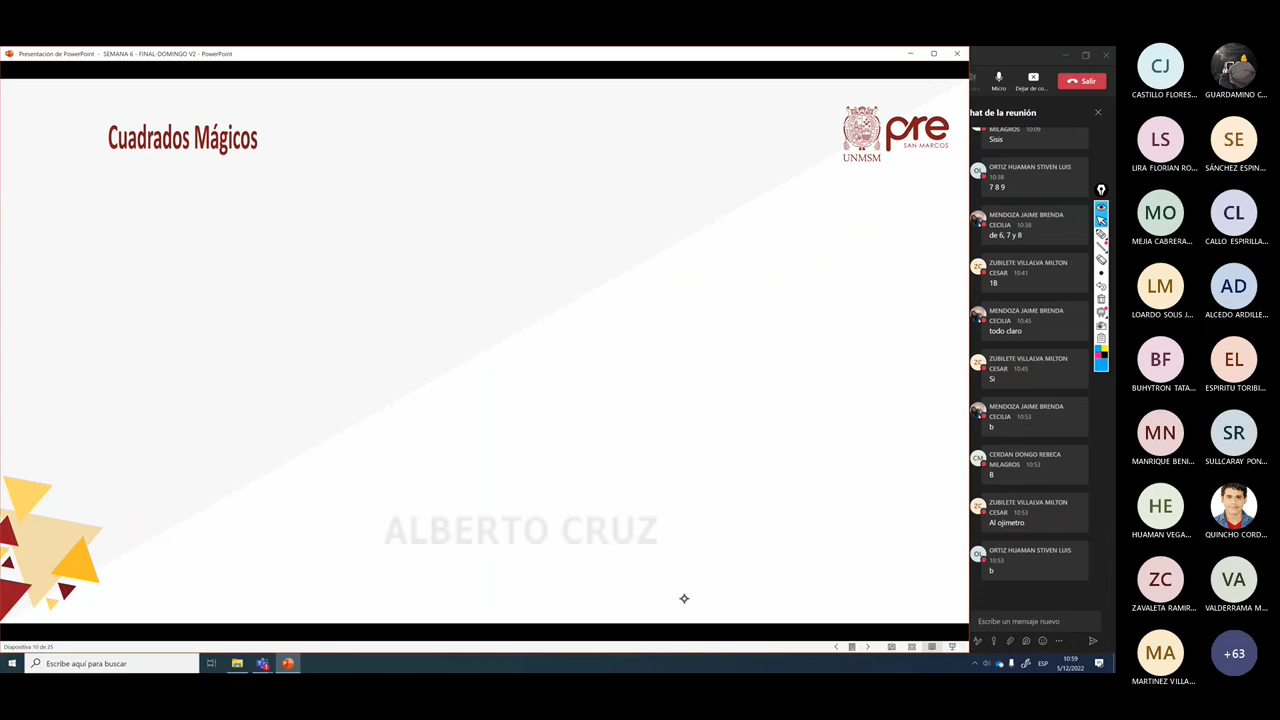 Presentación de PowerPoint - SEMANA 6 - FINAL-DOMINGO V2 - PowerPoint
Cuadrados Mágicos
pre
SAN MARCOS
UNMSM
ALBERTO CRUZ
Diapositiva 10 de 25
Escribe aquí para buscar
ESP
10:59
5/12/2022
Micro
Dejar de co...
Salir
hat de la reunión
MILAGROS 10:09
Sisis
ORTIZ HUAMAN STIVEN LUIS
10:38
7 8 9
MENDOZA JAIME BRENDA
CECILIA 10:38
de 6, 7 y 8
ZUBILETE VILLALVA MILTON
CESAR 10:41
1B
MENDOZA JAIME BRENDA
CECILIA 10:45
todo claro
ZUBILETE VILLALVA MILTON
CESAR 10:45
Si
MENDOZA JAIME BRENDA
CECILIA 10:53
b
CERDAN DONGO REBECA
MILAGROS 10:53
B
ZUBILETE VILLALVA MILTON
CESAR 10:53
Al ojimetro
ORTIZ HUAMAN STIVEN LUIS
10:53
b
Escribe un mensaje nuevo
CJ
CASTILLO FLORES...
GUARDAMINO C...
LS
LIRA FLORIAN RO...
SE
SÁNCHEZ ESPIN...
MO
MEJIA CABRERA...
CL
CALLO ESPIRILLA...
LM
LOARDO SOLIS J...
AD
ALCEDO ARDILLE...
BF
BUHYTRON TATA...
EL
ESPIRITU TORIBI...
MN
MANRIQUE BENI...
SR
SULLCARAY PON...
HE
HUAMAN VEGA...
QUINCHO CORD...
ZC
ZAVALETA RAMIR...
VA
VALDERRAMA M...
MA
MARTINEZ VILLA...
+63